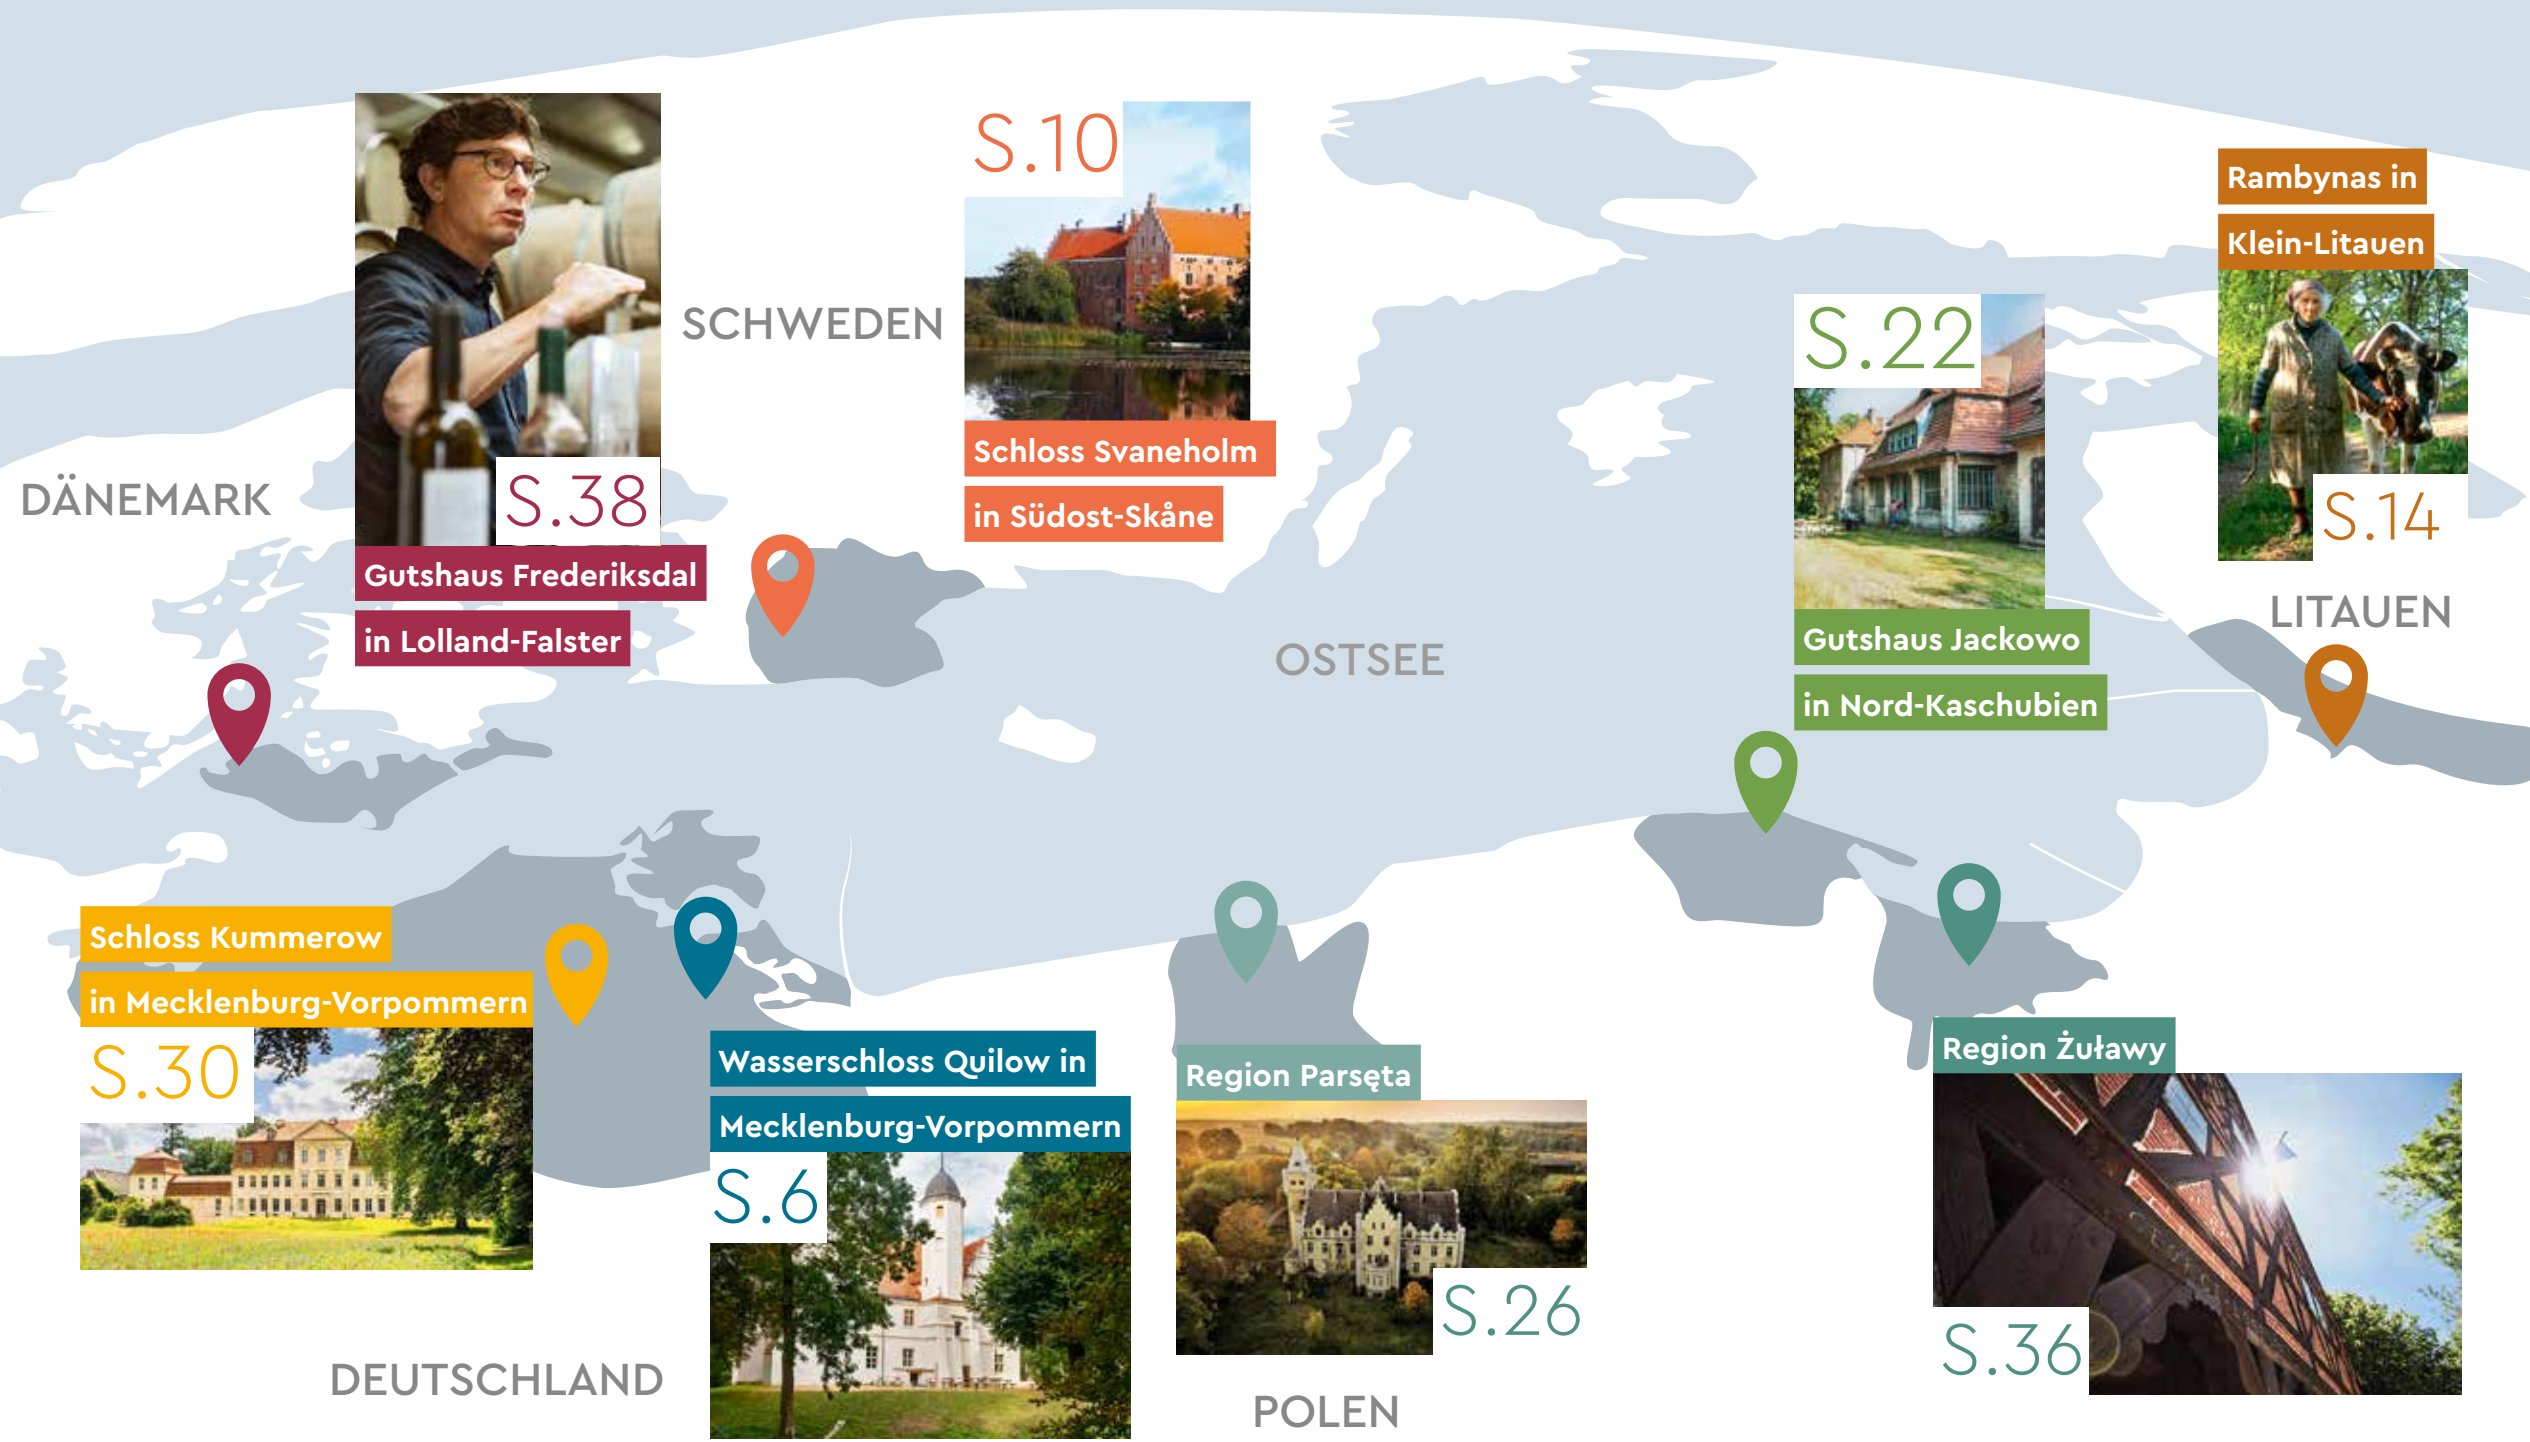 S.10
Rambynas in
Klein-Litauen
SCHWEDEN
S.22
Schloss Svaneholm
in Südost-Skåne
DÄNEMARK
S.38
Gutshaus Frederiksdal
in Lolland-Falster
S.14
LITAUEN
OSTSEE
Gutshaus Jackowo
in Nord-Kaschubien
Schloss Kummerow
in Mecklenburg-Vorpommern
S.30
Wasserschloss Quilow in
Mecklenburg-Vorpommern
S.6
Region Parsęta
S.26
Region Żuławy
S.36
DEUTSCHLAND
POLEN